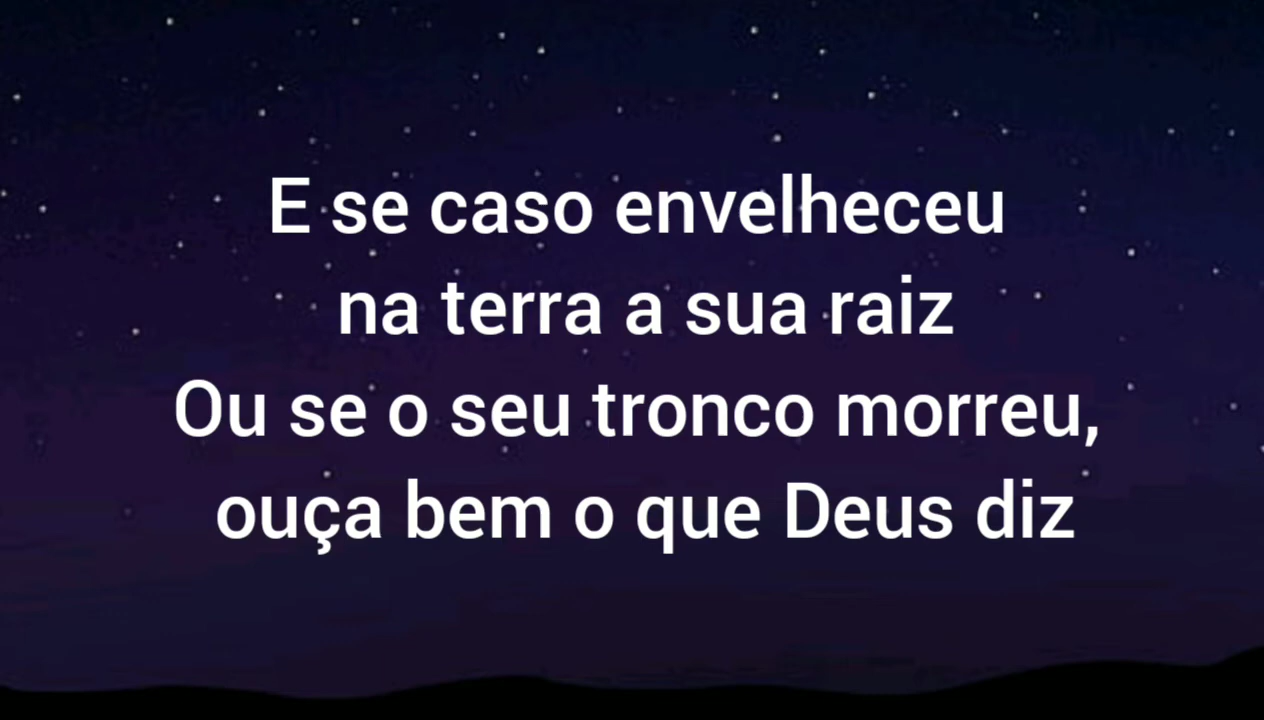 E se caso envelheceu
na terra a sua raiz
Ou se o seu tronco morreu,
ouça bem o que Deus diz